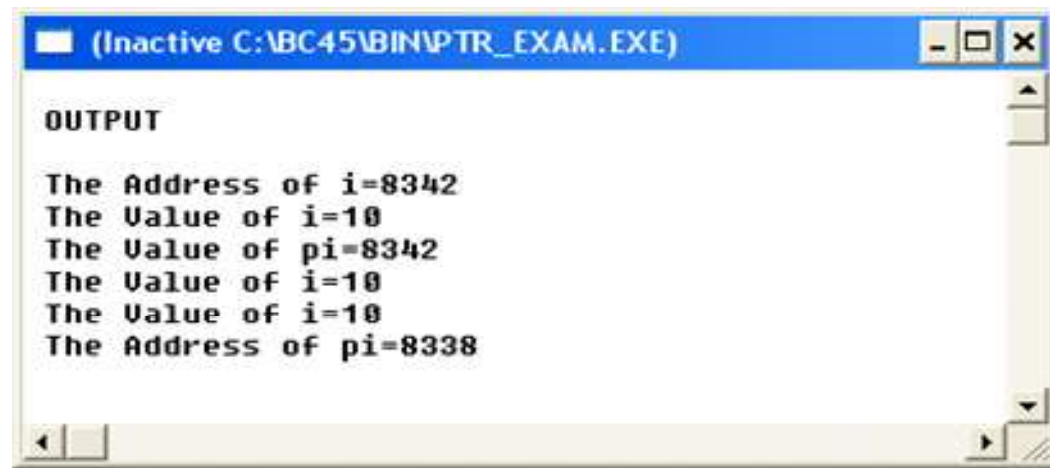 (Inactive C:\BC45\BIN\PTR_EXAM.EXE)
OUTPUT
The Address of i=8342
The Value of i=10
The Value of pi=8342
The Value of i=10
The Value of i=10
The Address of pi=8338